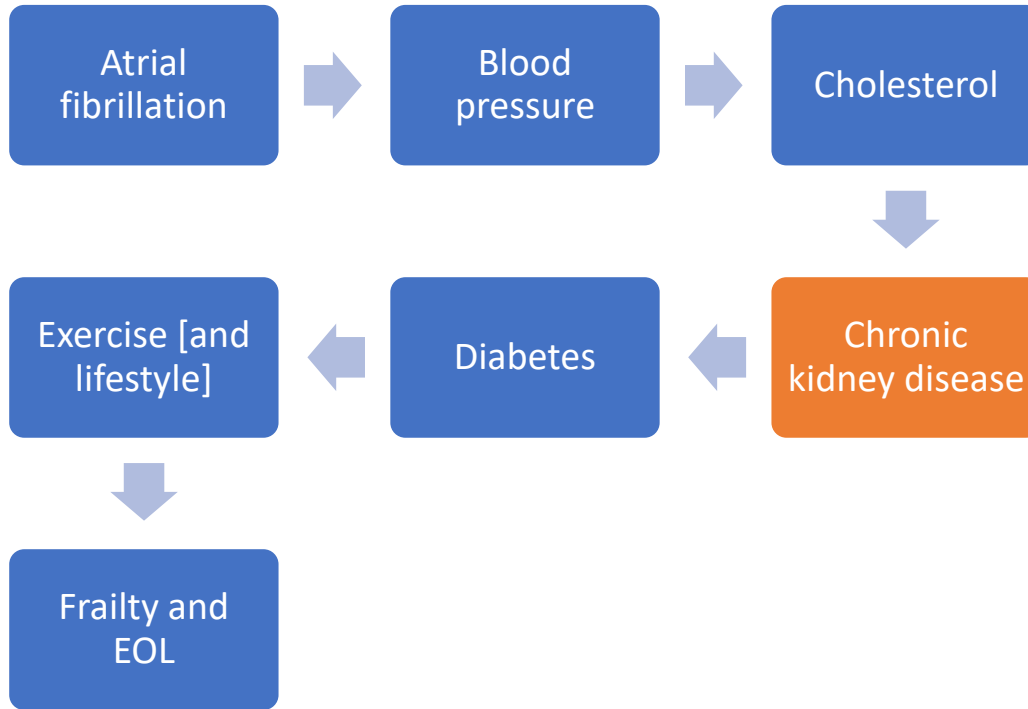 Atrial
fibrillation
Blood
pressure
Cholesterol
Chronic
kidney disease
Diabetes
Exercise [and
lifestyle]
Frailty and
EOL